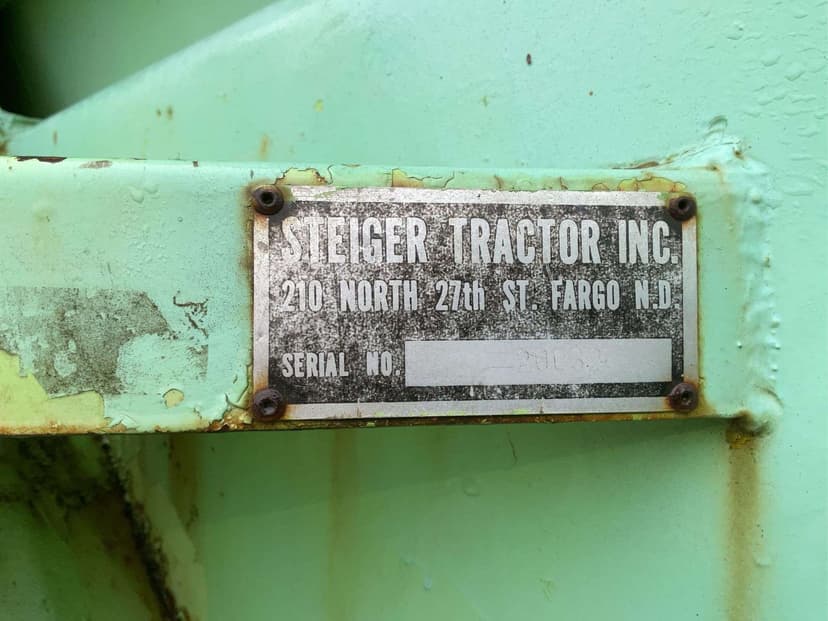 STEIGER TRACTOR INC.
210 NORTH 27th ST. FARGO N.D.
SERIAL NO.